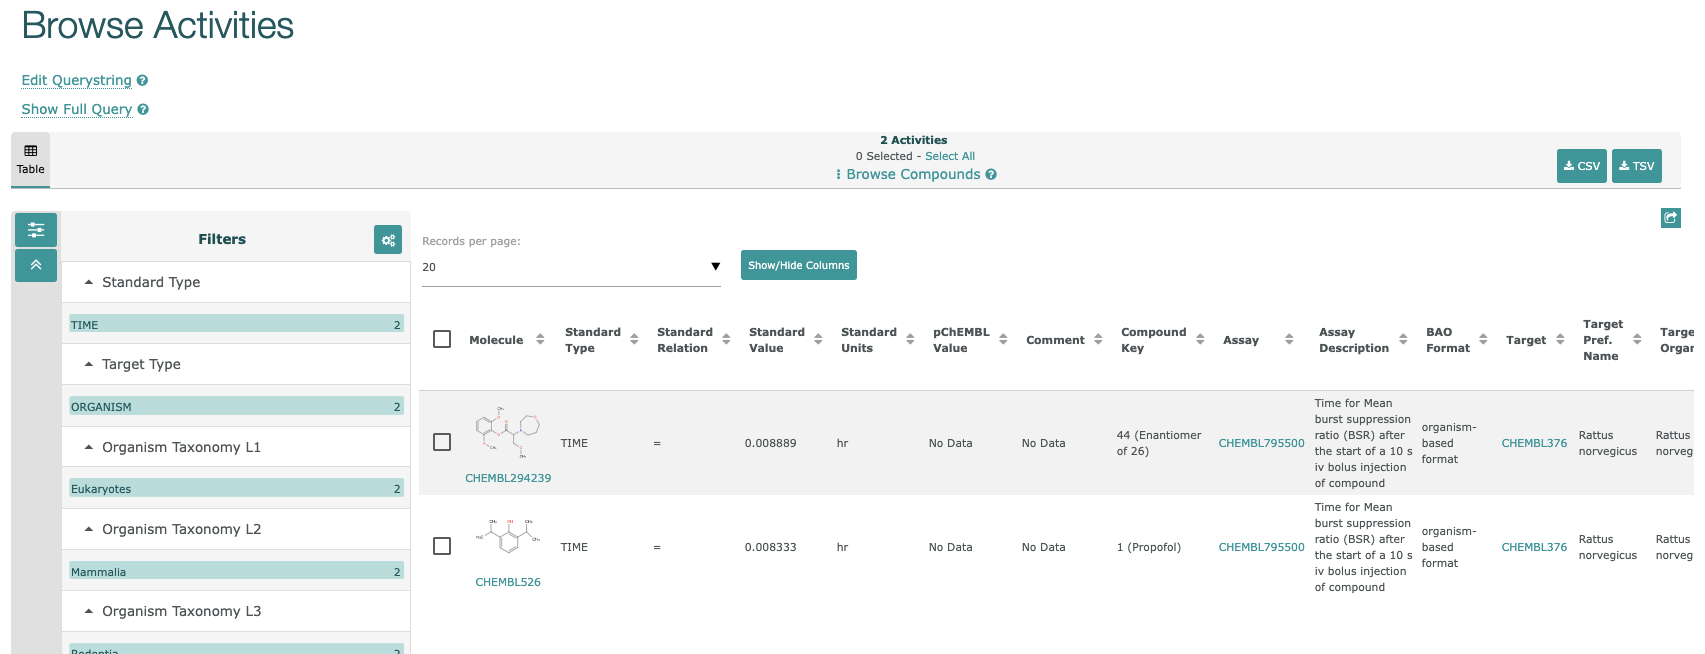 Browse Activities
Edit Querystring
Show Full Query
Table
2 Activities
0 Selected - Select All
Browse Compounds
CSV
TSV
Filters
Standard Type
TIME 2
Target Type
ORGANISM 2
Organism Taxonomy L1
Eukaryotes 2
Organism Taxonomy L2
Mammalia 2
Organism Taxonomy L3
Rodentia 2
Records per page:
20
Show/Hide Columns
Molecule
Standard
Type
Standard
Relation
Standard
Value
Standard
Units
pChEMBL
Value
Comment
Compound
Key
Assay
Assay
Description
BAO
Format
Target
Target
Pref.
Name
Targe
Organ
CHEMBL294239
TIME
=
0.008889
hr
No Data
No Data
44 (Enantiomer
of 26)
CHEMBL795500
Time for Mean
burst suppression
ratio (BSR) after
the start of a 10 s
iv bolus injection
of compound
organism-
based
format
CHEMBL376
Rattus
norvegicus
Rattus
norveg
OH
CHEMBL526
TIME
=
0.008333
hr
No Data
No Data
1 (Propofol)
CHEMBL795500
Time for Mean
burst suppression
ratio (BSR) after
the start of a 10 s
iv bolus injection
of compound
organism-
based
format
CHEMBL376
Rattus
norvegicus
Rattus
norveg